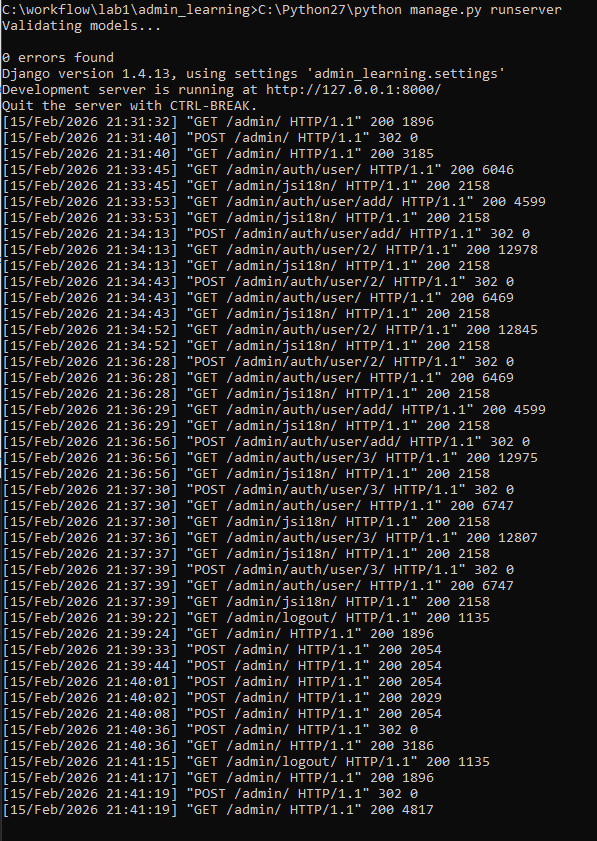 C:\workflow\lab1\admin_learning>C:\Python27\python manage.py runserver
Validating models...
0 errors found
Django version 1.4.13, using settings 'admin_learning.settings'
Development server is running at http://127.0.0.1:8000/
Quit the server with CTRL-BREAK.
[15/Feb/2026 21:31:32] "GET /admin/ HTTP/1.1" 200 1896
[15/Feb/2026 21:31:40] "POST /admin/ HTTP/1.1" 302 0
[15/Feb/2026 21:31:40] "GET /admin/ HTTP/1.1" 200 3185
[15/Feb/2026 21:33:45] "GET /admin/auth/user/ HTTP/1.1" 200 6046
[15/Feb/2026 21:33:45] "GET /admin/jsi18n/ HTTP/1.1" 200 2158
[15/Feb/2026 21:33:53] "GET /admin/auth/user/add/ HTTP/1.1" 200 4599
[15/Feb/2026 21:33:53] "GET /admin/jsi18n/ HTTP/1.1" 200 2158
[15/Feb/2026 21:34:13] "POST /admin/auth/user/add/ HTTP/1.1" 302 0
[15/Feb/2026 21:34:13] "GET /admin/auth/user/2/ HTTP/1.1" 200 12978
[15/Feb/2026 21:34:13] "GET /admin/jsi18n/ HTTP/1.1" 200 2158
[15/Feb/2026 21:34:43] "POST /admin/auth/user/2/ HTTP/1.1" 302 0
[15/Feb/2026 21:34:43] "GET /admin/auth/user/ HTTP/1.1" 200 6469
[15/Feb/2026 21:34:43] "GET /admin/jsi18n/ HTTP/1.1" 200 2158
[15/Feb/2026 21:34:52] "GET /admin/auth/user/2/ HTTP/1.1" 200 12845
[15/Feb/2026 21:34:52] "GET /admin/jsi18n/ HTTP/1.1" 200 2158
[15/Feb/2026 21:36:28] "POST /admin/auth/user/2/ HTTP/1.1" 302 0
[15/Feb/2026 21:36:28] "GET /admin/auth/user/ HTTP/1.1" 200 6469
[15/Feb/2026 21:36:28] "GET /admin/jsi18n/ HTTP/1.1" 200 2158
[15/Feb/2026 21:36:29] "GET /admin/auth/user/add/ HTTP/1.1" 200 4599
[15/Feb/2026 21:36:29] "GET /admin/jsi18n/ HTTP/1.1" 200 2158
[15/Feb/2026 21:36:56] "POST /admin/auth/user/add/ HTTP/1.1" 302 0
[15/Feb/2026 21:36:56] "GET /admin/auth/user/3/ HTTP/1.1" 200 12975
[15/Feb/2026 21:36:56] "GET /admin/jsi18n/ HTTP/1.1" 200 2158
[15/Feb/2026 21:37:30] "POST /admin/auth/user/3/ HTTP/1.1" 302 0
[15/Feb/2026 21:37:30] "GET /admin/auth/user/ HTTP/1.1" 200 6747
[15/Feb/2026 21:37:30] "GET /admin/jsi18n/ HTTP/1.1" 200 2158
[15/Feb/2026 21:37:36] "GET /admin/auth/user/3/ HTTP/1.1" 200 12807
[15/Feb/2026 21:37:37] "GET /admin/jsi18n/ HTTP/1.1" 200 2158
[15/Feb/2026 21:37:39] "POST /admin/auth/user/3/ HTTP/1.1" 302 0
[15/Feb/2026 21:37:39] "GET /admin/auth/user/ HTTP/1.1" 200 6747
[15/Feb/2026 21:37:39] "GET /admin/jsi18n/ HTTP/1.1" 200 2158
[15/Feb/2026 21:39:22] "GET /admin/logout/ HTTP/1.1" 200 1135
[15/Feb/2026 21:39:24] "GET /admin/ HTTP/1.1" 200 1896
[15/Feb/2026 21:39:33] "POST /admin/ HTTP/1.1" 200 2054
[15/Feb/2026 21:39:44] "POST /admin/ HTTP/1.1" 200 2054
[15/Feb/2026 21:40:01] "POST /admin/ HTTP/1.1" 200 2054
[15/Feb/2026 21:40:02] "POST /admin/ HTTP/1.1" 200 2029
[15/Feb/2026 21:40:08] "POST /admin/ HTTP/1.1" 200 2054
[15/Feb/2026 21:40:36] "POST /admin/ HTTP/1.1" 302 0
[15/Feb/2026 21:40:36] "GET /admin/ HTTP/1.1" 200 3186
[15/Feb/2026 21:41:15] "GET /admin/logout/ HTTP/1.1" 200 1135
[15/Feb/2026 21:41:17] "GET /admin/ HTTP/1.1" 200 1896
[15/Feb/2026 21:41:19] "POST /admin/ HTTP/1.1" 302 0
[15/Feb/2026 21:41:19] "GET /admin/ HTTP/1.1" 200 4817